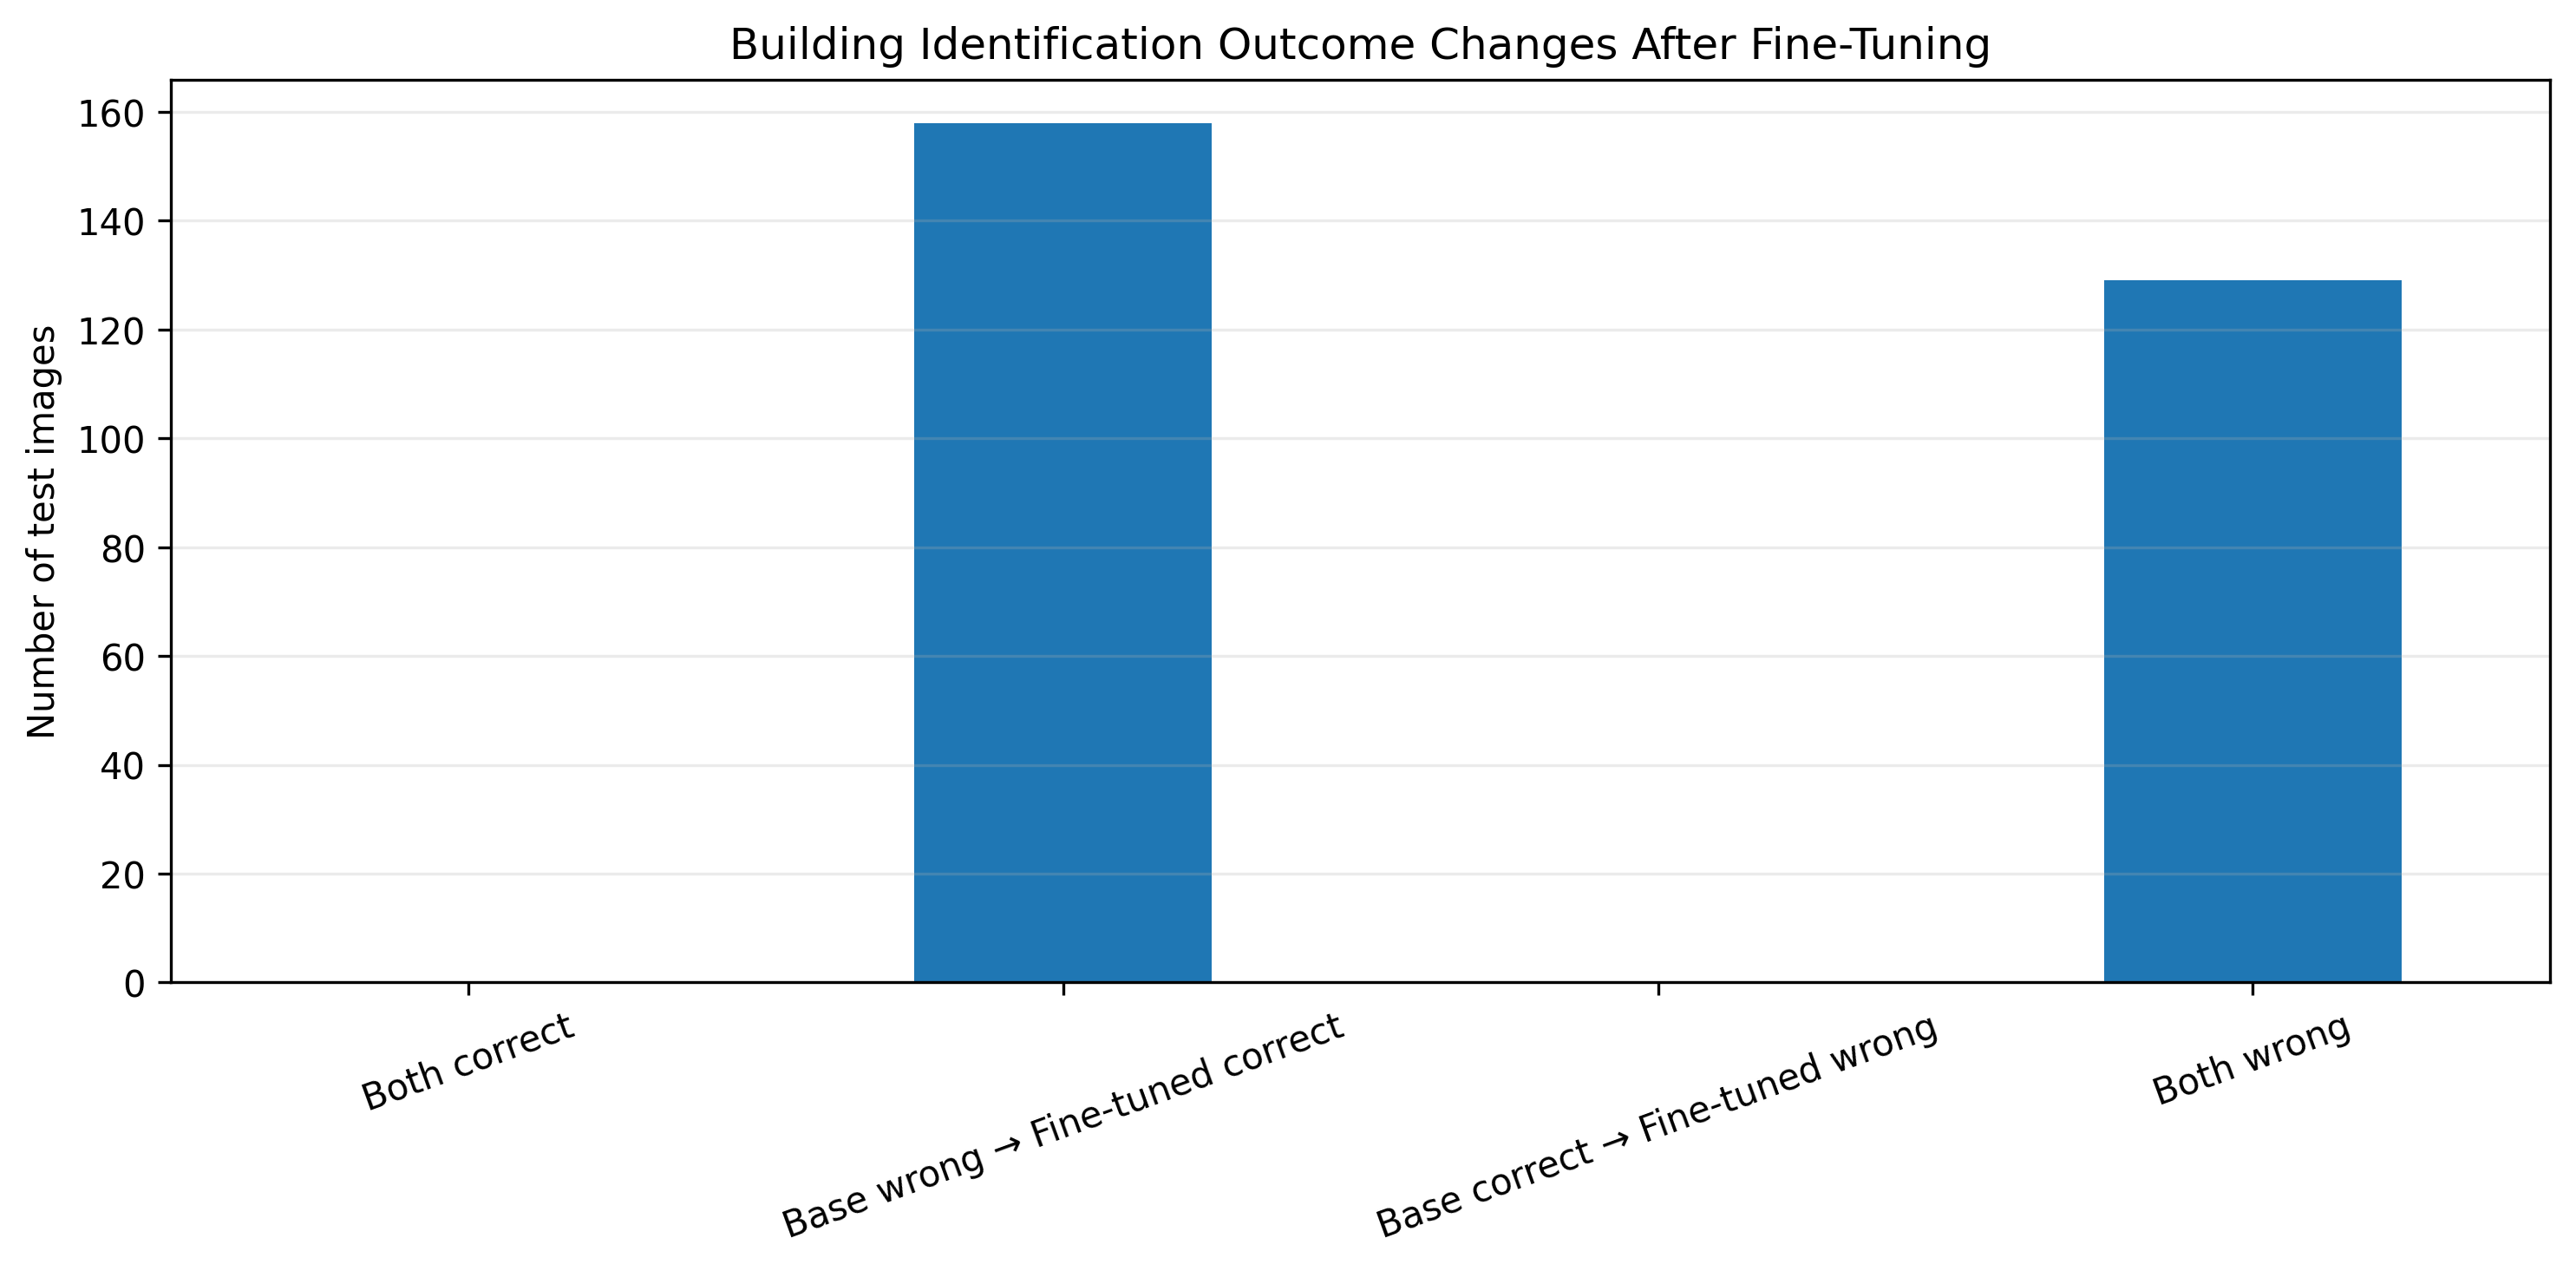 Building Identification Outcome Changes After Fine-Tuning
Number of test images
160
140
120
100
80
60
40
20
0
Both correct
Base wrong → Fine-tuned correct
Base correct → Fine-tuned wrong
Both wrong